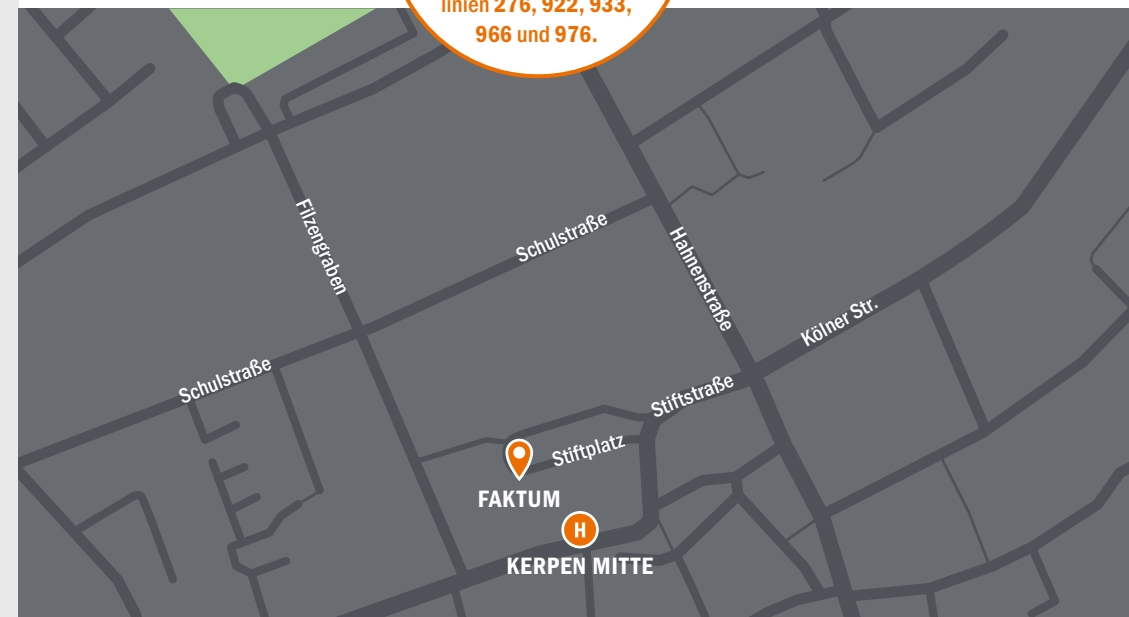 linien 276, 922, 933,
966 und 976.
Filzengraben
Schulstraße
Hahnenstraße
Kölner Str.
Schulstraße
Stiftstraße
Stiftplatz
FAKTUM
H
KERPEN MITTE